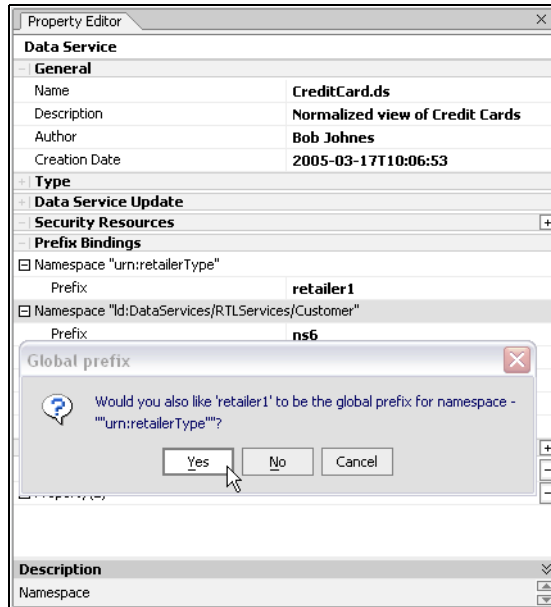 Property Editor
Data Service
General
Name CreditCard.ds
Description Normalized view of Credit Cards
Author Bob Johnes
Creation Date 2005-03-17T10:06:53
Type
Data Service Update
Security Resources
Prefix Bindings
Namespace "urn:retailerType"
Prefix retailer1
Namespace "ld:DataServices/RTLServices/Customer"
Prefix ns6
Global prefix
Would you also like 'retailer1' to be the global prefix for namespace -
""urn:retailerType""?
Yes No Cancel
Description
Namespace